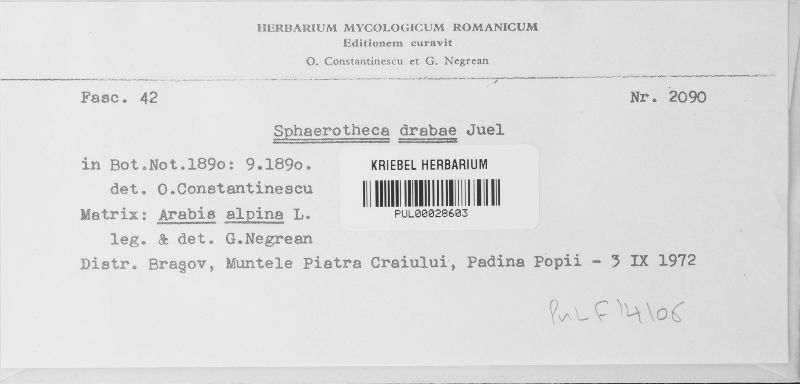 HERBARIUM MYCOLOGICUM ROMANICUM
Editionem curavit
O. Constantinescu et G. Negrean
Fasc. 42 Nr. 2090
Sphaerotheca drabae Juel
in Bot.Not.189o: 9.189o.
det. O.Constantinescu
Matrix: Arabis alpina L.
leg. & det. G.Negrean
Distr. Braşov, Muntele Piatra Craiului, Padina Popii - 3 IX 1972
KRIEBEL HERBARIUM
PUL00028603
PuL F 14106